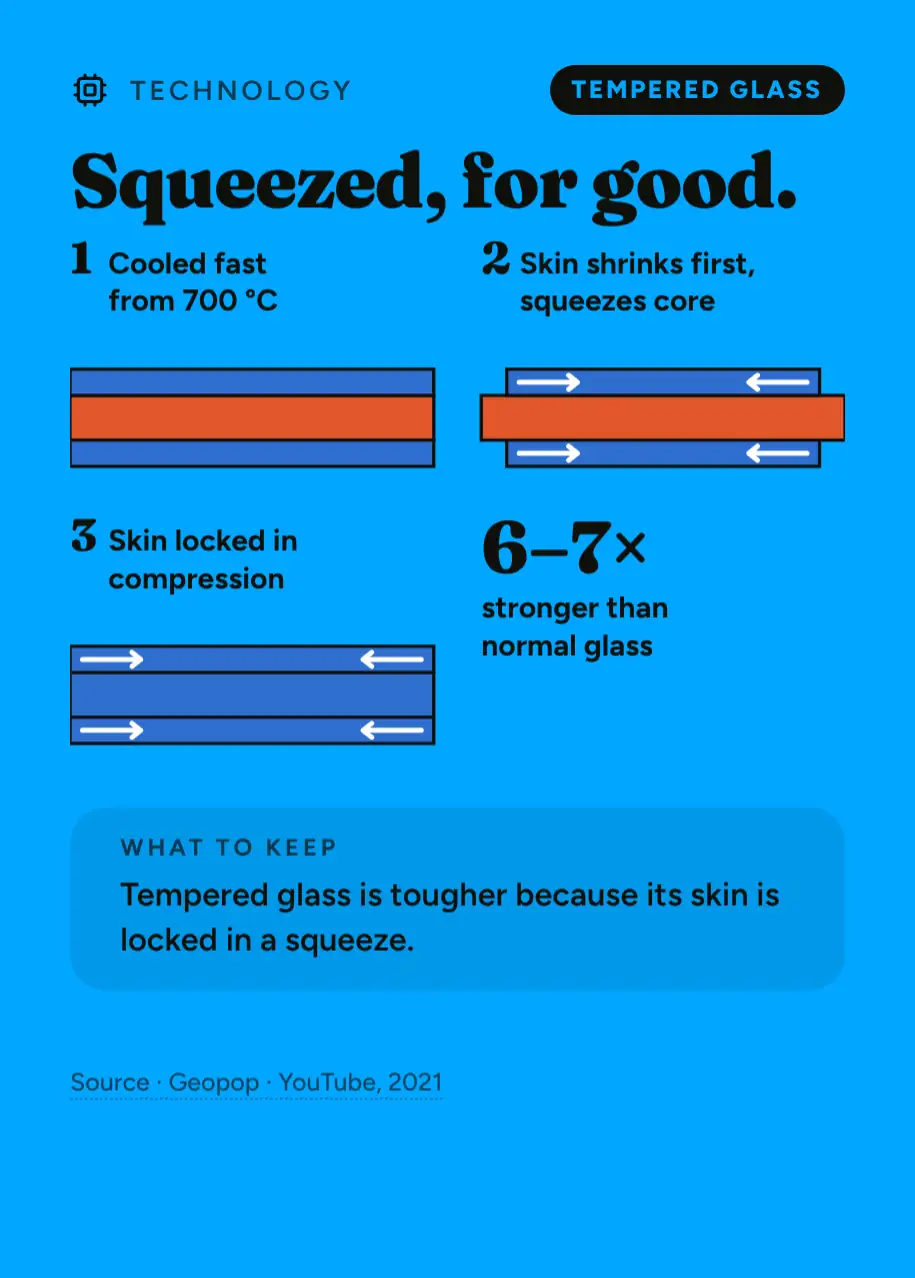 TECHNOLOGY
TEMPERED GLASS
Squeezed, for good.
1 Cooled fast
from 700 °C
2 Skin shrinks first,
squeezes core
3 Skin locked in
compression
6–7×
stronger than
normal glass
WHAT TO KEEP
Tempered glass is tougher because its skin is
locked in a squeeze.
Source · Geopop · YouTube, 2021